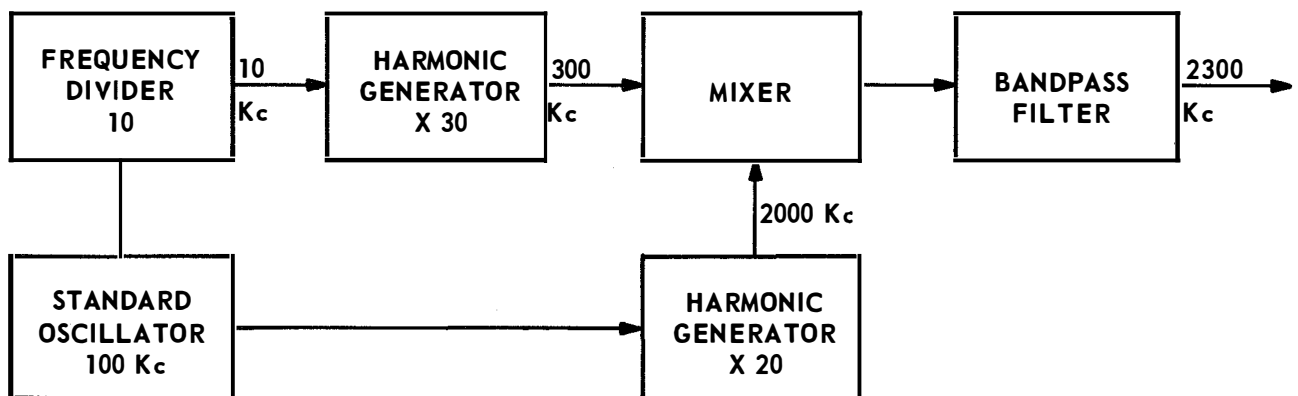 FREQUENCY
DIVIDER
10
10
Kc
HARMONIC
GENERATOR
X 30
300
Kc
MIXER
BANDPASS
FILTER
2300
Kc
2000 Kc
STANDARD
OSCILLATOR
100 Kc
HARMONIC
GENERATOR
X 20